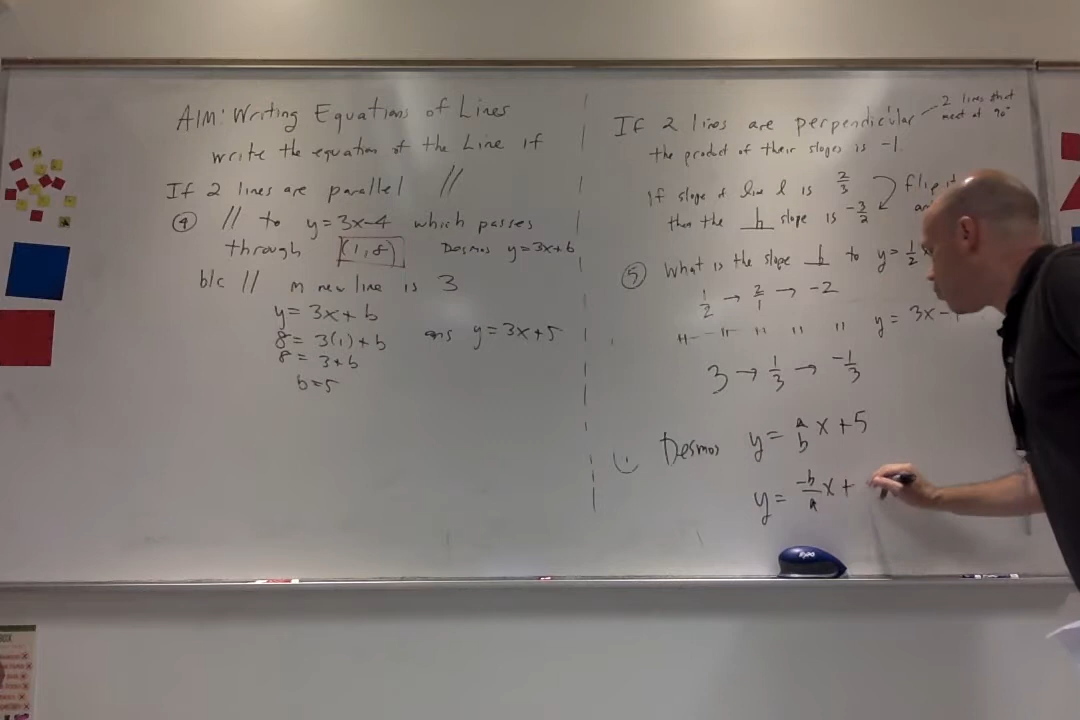 AIM: Writing Equations of Lines
write the equation of the Line if
If 2 lines are parallel //
④ // to y=3x-4 which passes
through (1,8) Desmos y=3x+b
b/c // m new line is 3
y=3x+b
8=3(1)+b ans y=3x+5
8=3+b
b=5
If 2 lines are perpendicular 2 lines that
meet at 90°
the product of their slopes is -1.
if slope of line l is 2/3 flip it
then the ⊥ slope is -3/2
⑤ What is the slope ⊥ to y=1/2x
1/2 → 2/1 → -2
" " " " " y=3x-
3 → 1/3 → -1/3
Desmos y=a/b x+5
y=-b/a x+
expo